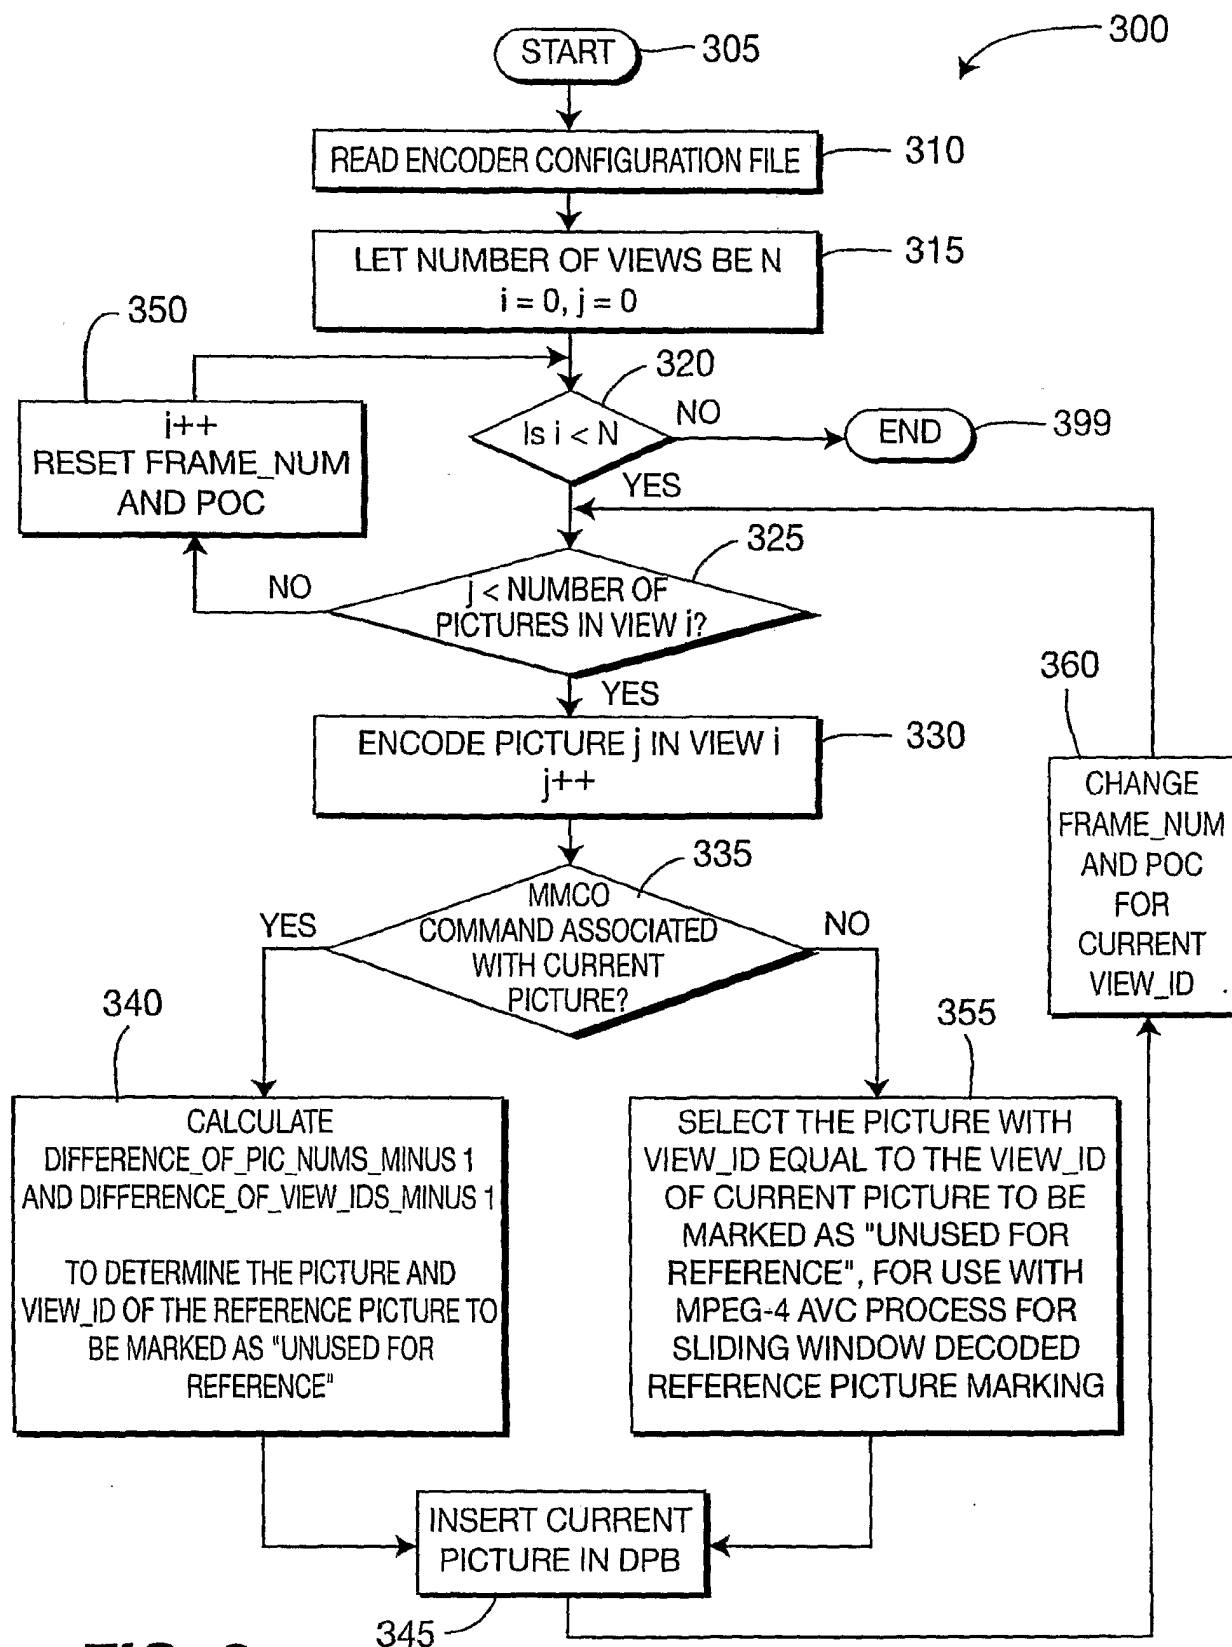 300
START
305
READ ENCODER CONFIGURATION FILE
310
LET NUMBER OF VIEWS BE N
i = 0, j = 0
315
350
i++
RESET FRAME_NUM
AND POC
320
Is i < N
NO
END
399
YES
325
j < NUMBER OF
PICTURES IN VIEW i?
NO
YES
360
CHANGE
FRAME_NUM
AND POC
FOR
CURRENT
VIEW_ID
ENCODE PICTURE j IN VIEW i
j++
330
335
MMCO
COMMAND ASSOCIATED
WITH CURRENT
PICTURE?
YES
NO
340
CALCULATE
DIFFERENCE_OF_PIC_NUMS_MINUS 1
AND DIFFERENCE_OF_VIEW_IDS_MINUS 1
TO DETERMINE THE PICTURE AND
VIEW_ID OF THE REFERENCE PICTURE TO
BE MARKED AS "UNUSED FOR
REFERENCE"
355
SELECT THE PICTURE WITH
VIEW_ID EQUAL TO THE VIEW_ID
OF CURRENT PICTURE TO BE
MARKED AS "UNUSED FOR
REFERENCE", FOR USE WITH
MPEG-4 AVC PROCESS FOR
SLIDING WINDOW DECODED
REFERENCE PICTURE MARKING
INSERT CURRENT
PICTURE IN DPB
345